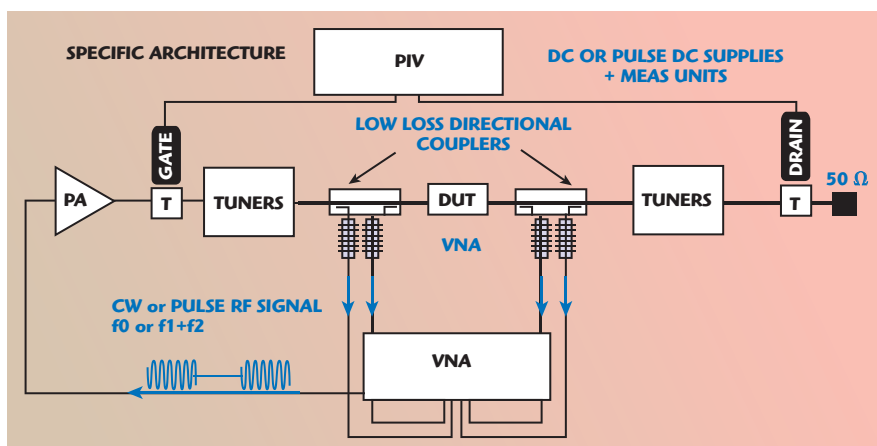 SPECIFIC ARCHITECTURE
PIV
DC OR PULSE DC SUPPLIES
+ MEAS UNITS
LOW LOSS DIRECTIONAL
COUPLERS
GATE
DRAIN
50 Ω
PA
T
TUNERS
DUT
TUNERS
T
VNA
CW or PULSE RF SIGNAL
f0 or f1+f2
VNA